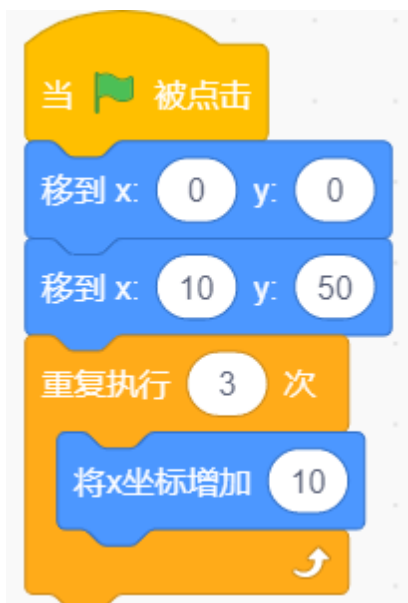 当 被点击
移到 x: 0 y: 0
移到 x: 10 y: 50
重复执行 3 次
将x坐标增加 10